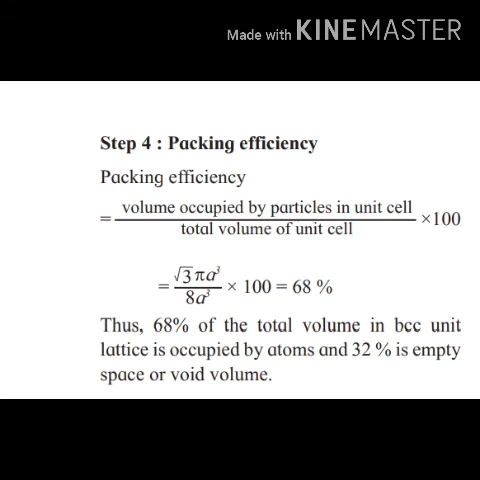 Made with KINEMASTER
Step 4 : Packing efficiency
Packing efficiency
= volume occupied by particles in unit cell / total volume of unit cell ×100
= √3πa³ / 8a³ × 100 = 68 %
Thus, 68% of the total volume in bcc unit
lattice is occupied by atoms and 32 % is empty
space or void volume.